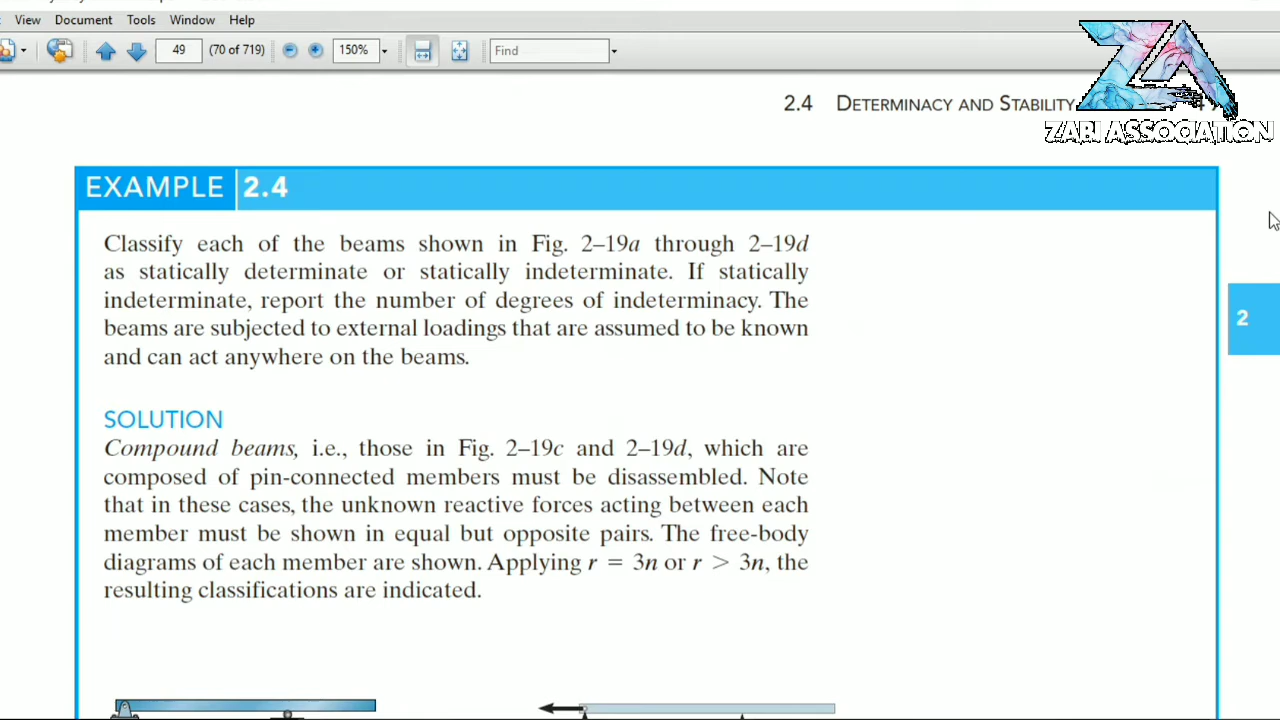 View Document Tools Window Help
49 (70 of 719) 150% Find
2.4 DETERMINACY AND STABILITY
ZABI ASSOCIATION
EXAMPLE 2.4
Classify each of the beams shown in Fig. 2–19a through 2–19d
as statically determinate or statically indeterminate. If statically
indeterminate, report the number of degrees of indeterminacy. The
beams are subjected to external loadings that are assumed to be known
and can act anywhere on the beams.
2
SOLUTION
Compound beams, i.e., those in Fig. 2–19c and 2–19d, which are
composed of pin-connected members must be disassembled. Note
that in these cases, the unknown reactive forces acting between each
member must be shown in equal but opposite pairs. The free-body
diagrams of each member are shown. Applying r = 3n or r > 3n, the
resulting classifications are indicated.